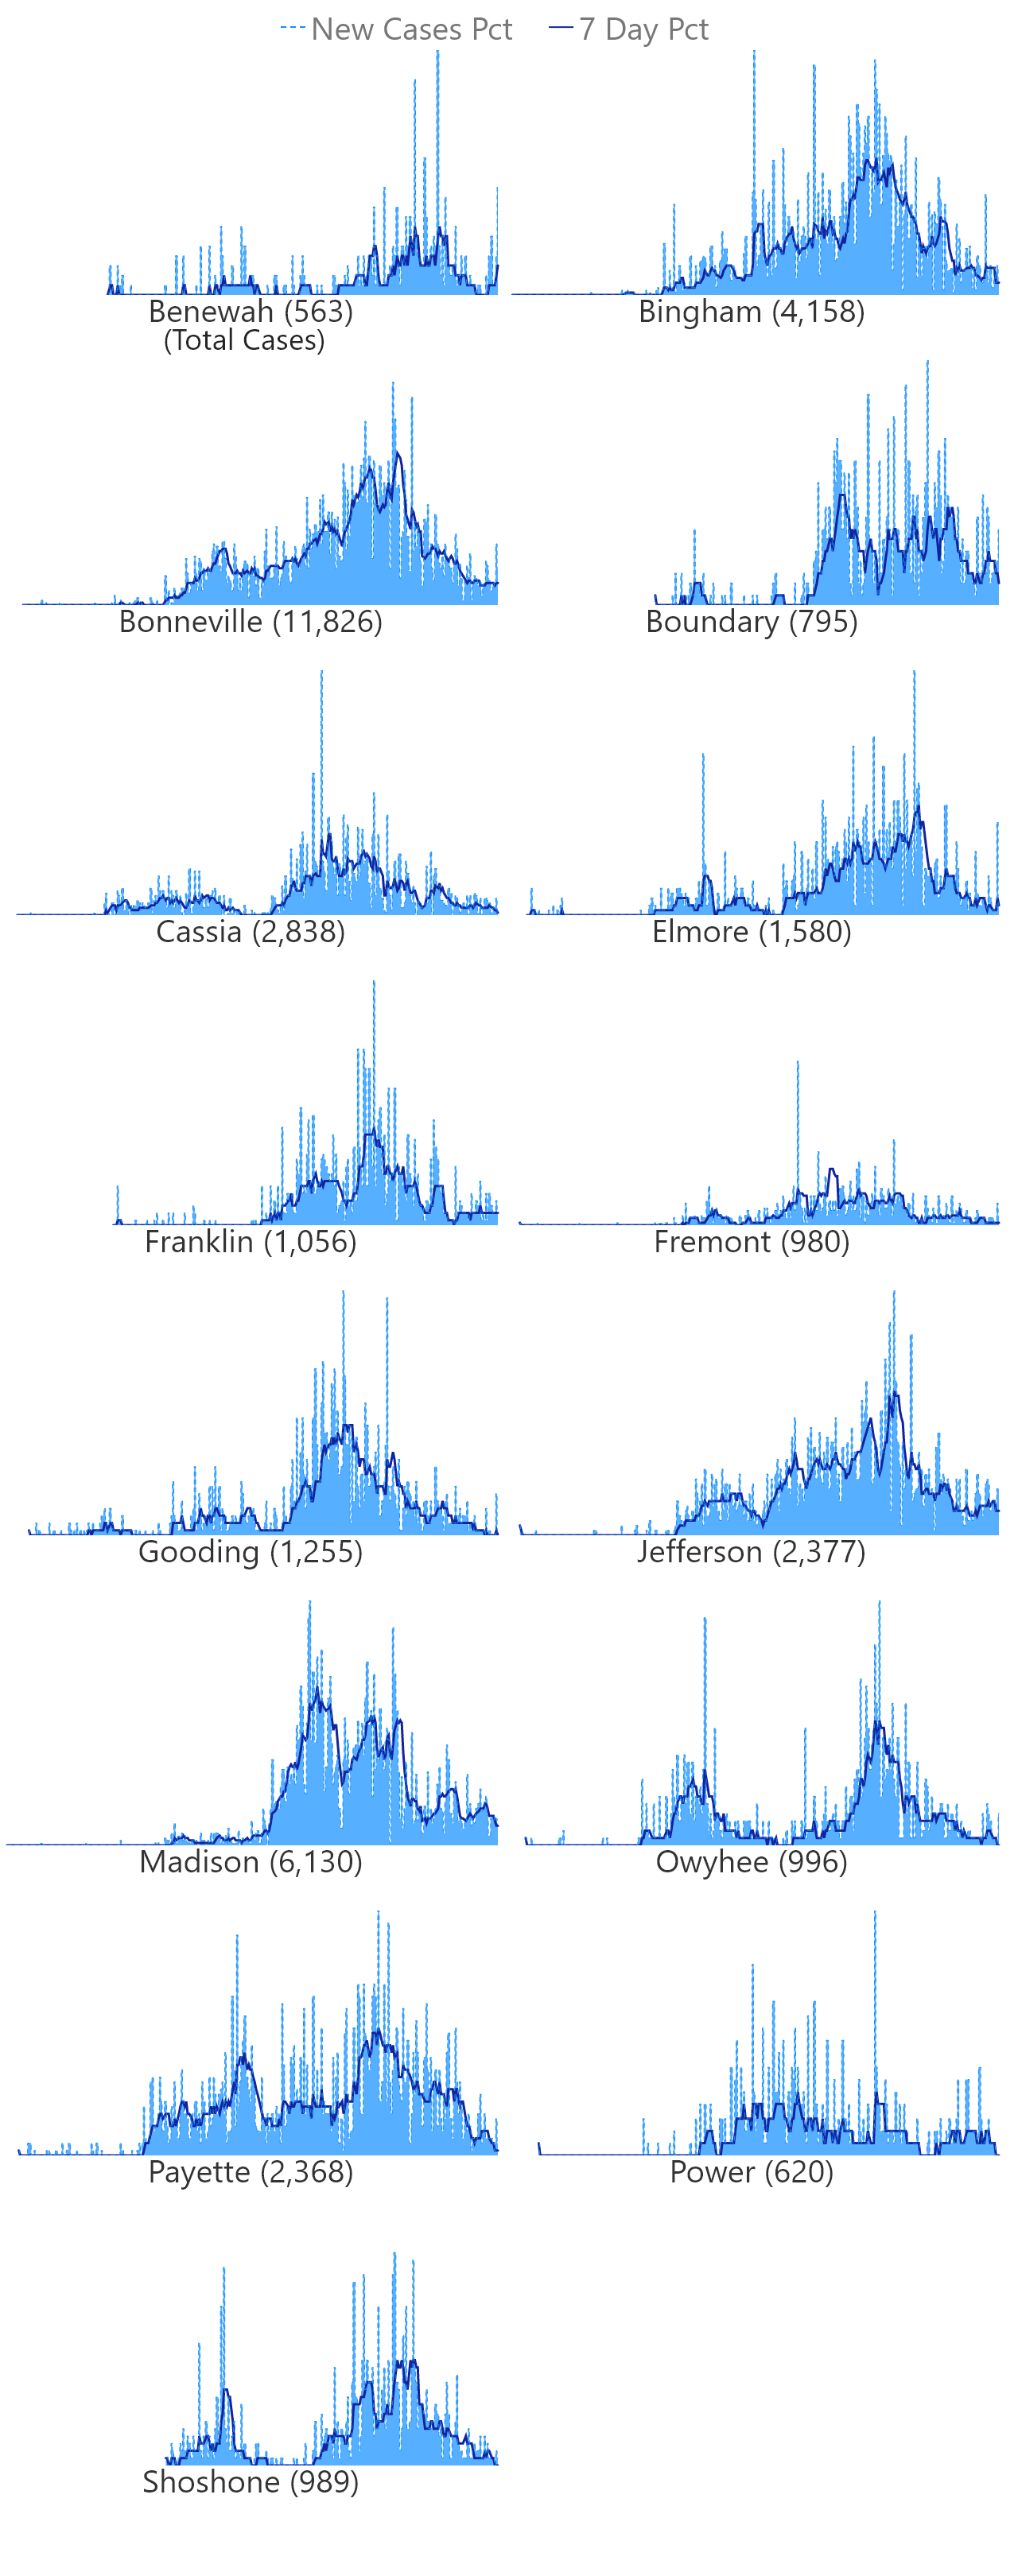 New Cases Pct 7 Day Pct
Benewah (563) Bingham (4,158)
(Total Cases)
Bonneville (11,826) Boundary (795)
Cassia (2,838) Elmore (1,580)
Franklin (1,056) Fremont (980)
Gooding (1,255) Jefferson (2,377)
Madison (6,130) Owyhee (996)
Payette (2,368) Power (620)
Shoshone (989)